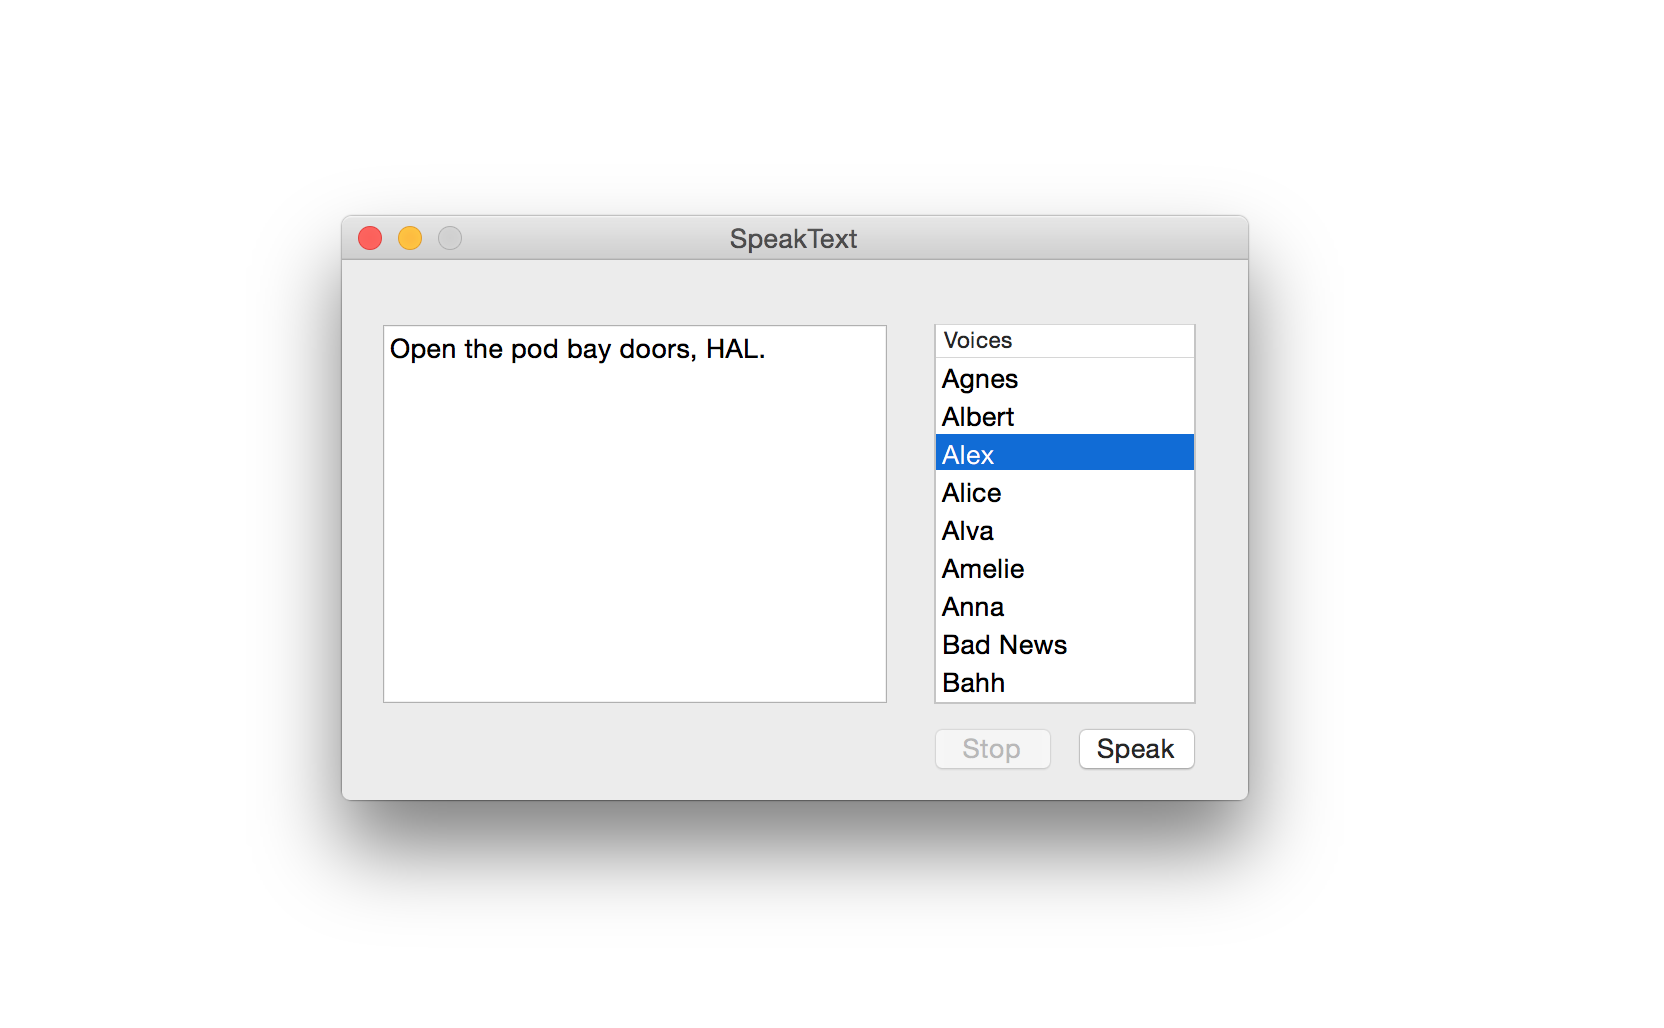 SpeakText
Open the pod bay doors, HAL.
Voices
Agnes
Albert
Alex
Alice
Alva
Amelie
Anna
Bad News
Bahh
Stop
Speak